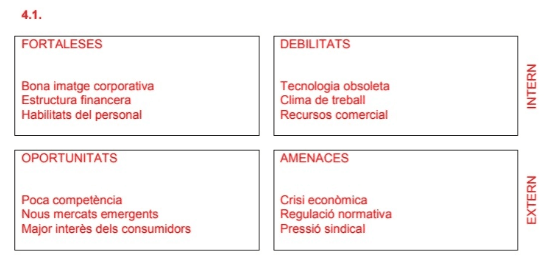 4.1.
FORTALESES
Bona imatge corporativa
Estructura financera
Habilitats del personal
DEBILITATS
Tecnologia obsoleta
Clima de treball
Recursos comercial
INTERN
OPORTUNITATS
Poca competència
Nous mercats emergents
Major interès dels consumidors
AMENACES
Crisi econòmica
Regulació normativa
Pressió sindical
EXTERN